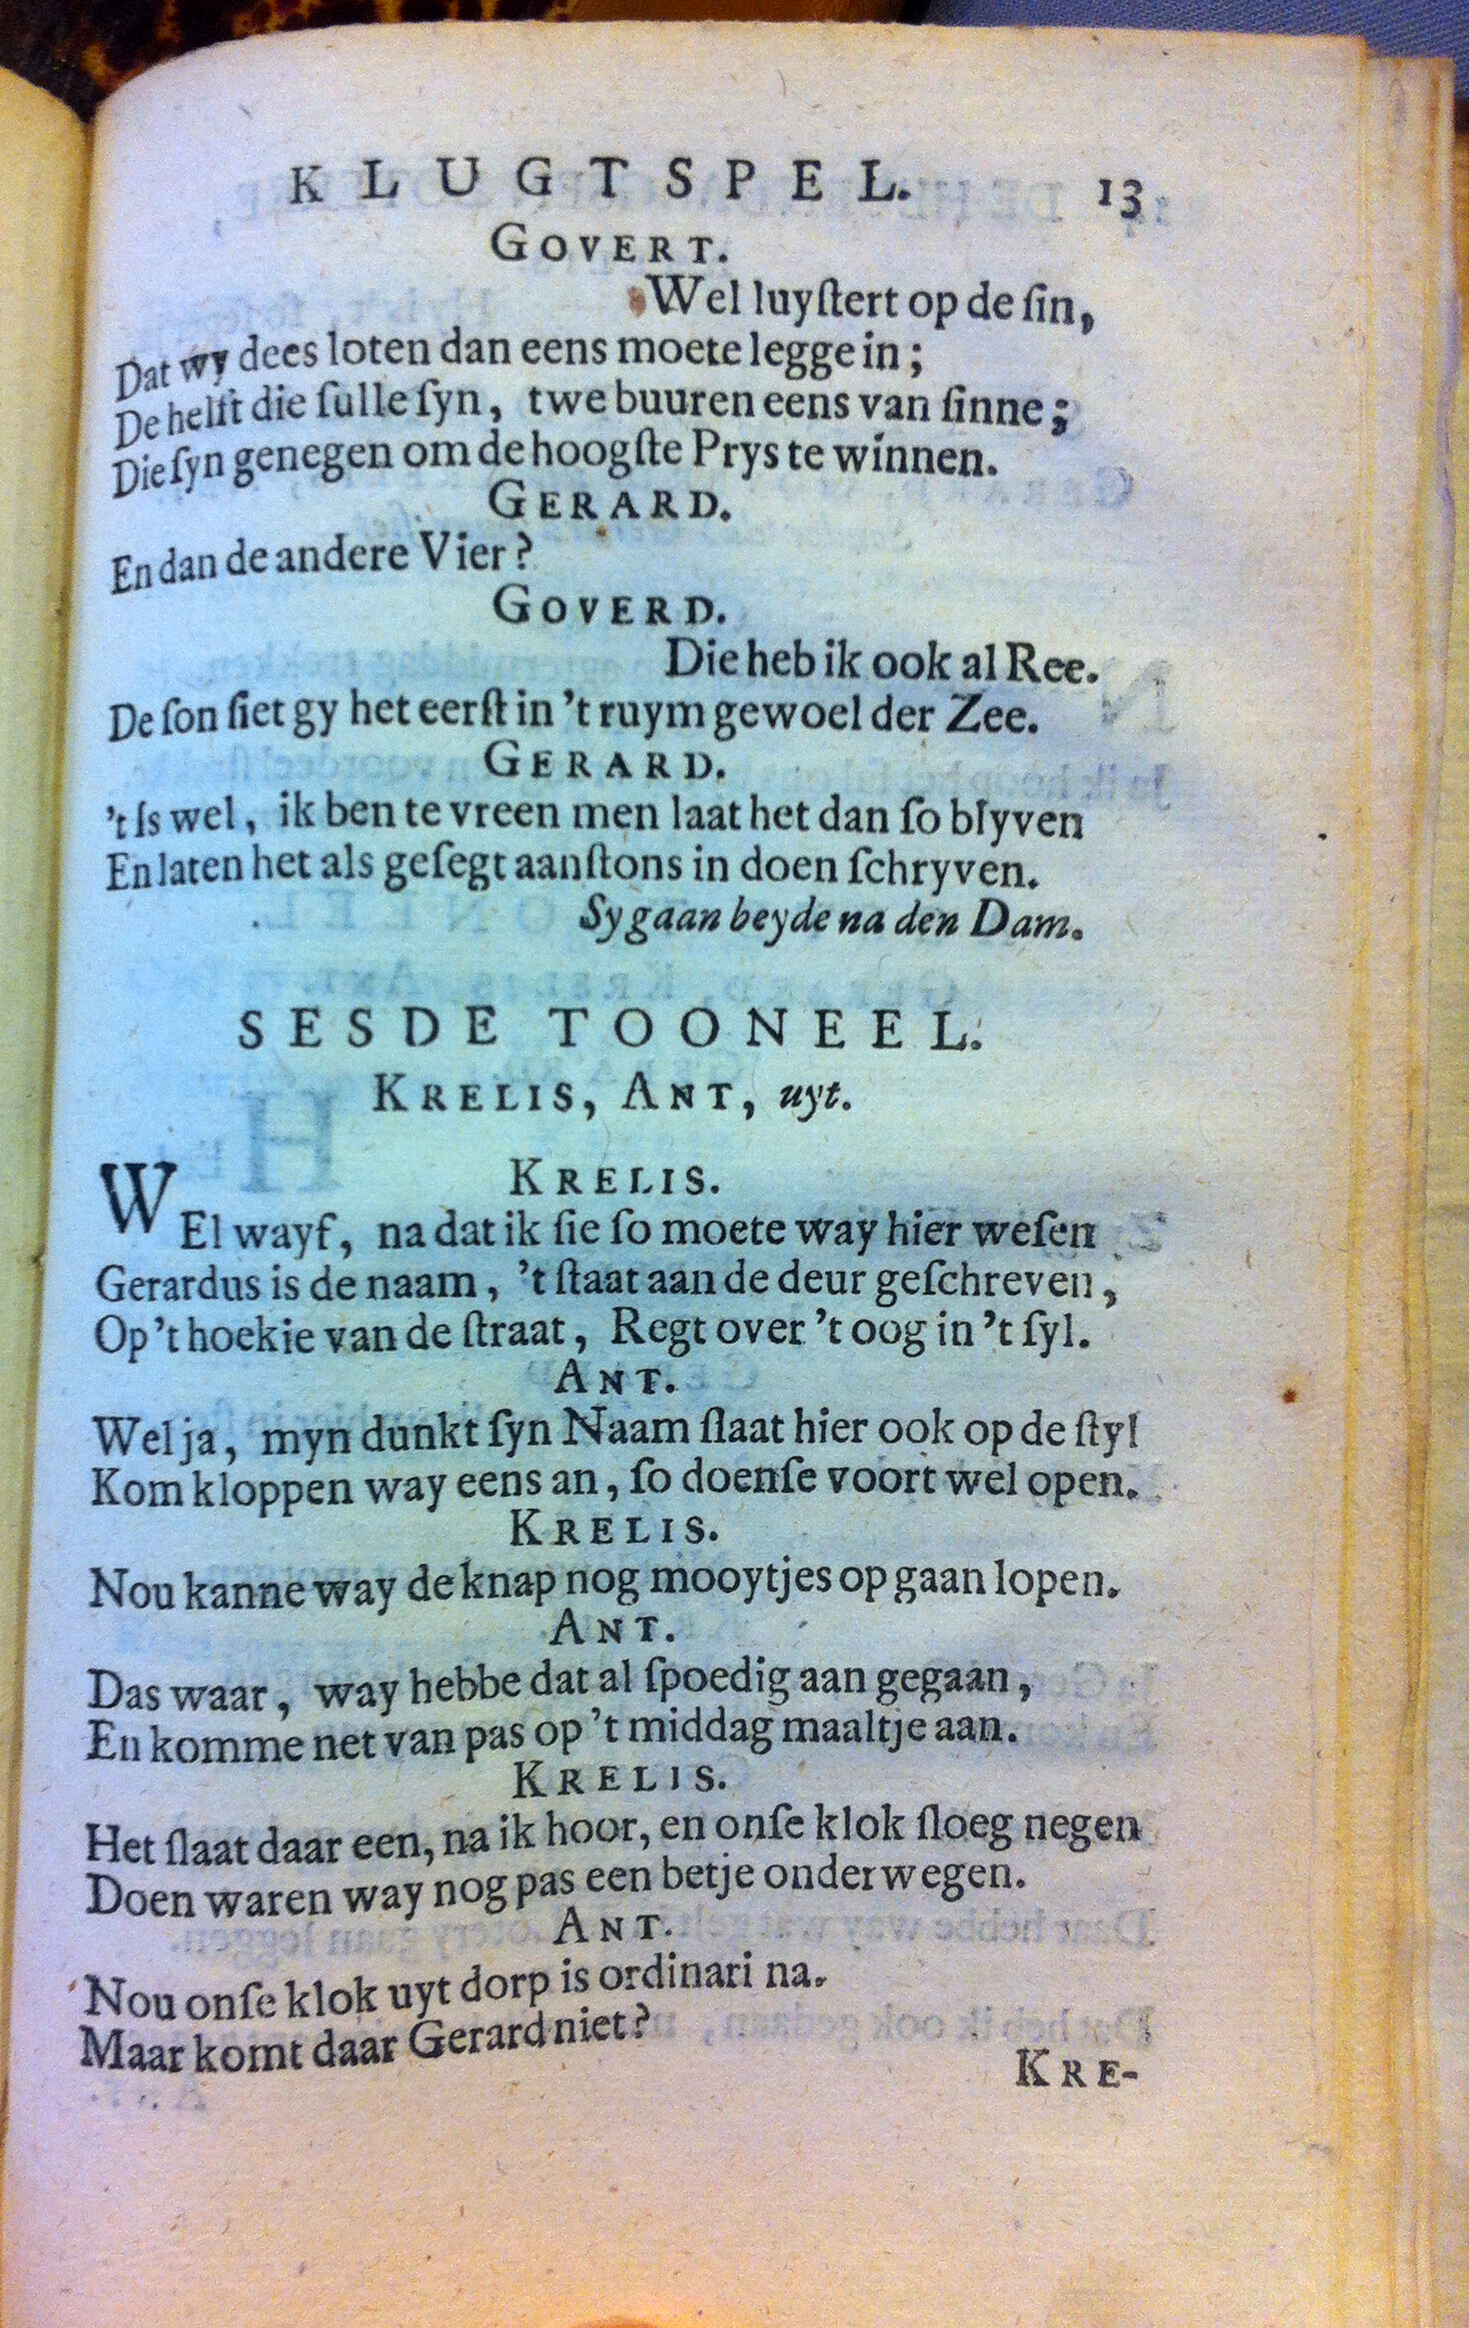 KLUGTSPEL. 13
GOVERT.
Wel luyſtert op de ſin,
Dat wy dees loten dan eens moete legge in;
De helft die ſulle ſyn, twe buuren eens van ſinne;
Die ſyn genegen om de hoogſte Prys te winnen.
GERARD.
En dan de andere Vier?
GOVERD.
Die heb ik ook al Ree.
De ſon ſiet gy het eerſt in 't ruym gewoel der Zee.
GERARD.
't Is wel, ik ben te vreen men laat het dan ſo blyven
En laten het als geſegt aanſtons in doen ſchryven.
Sy gaan beyde na den Dam.
SESDE TOONEEL.
KRELIS, ANT, uyt.
KRELIS.
WEl wayf, na dat ik ſie ſo moete way hier weſen
Gerardus is de naam, 't ſtaat aan de deur geſchreven,
Op 't hoekie van de ſtraat, Regt over 't oog in 't ſyl.
ANT.
Wel ja, myn dunkt ſyn Naam ſlaat hier ook op de ſtyl
Kom kloppen way eens an, ſo doenſe voort wel open.
KRELIS.
Nou kanne way de knap nog mooytjes op gaan lopen.
ANT.
Das waar, way hebbe dat al ſpoedig aan gegaan,
En komme net van pas op 't middag maaltje aan.
KRELIS.
Het ſlaat daar een, na ik hoor, en onſe klok ſloeg negen
Doen waren way nog pas een betje onderwegen.
ANT.
Nou onſe klok uyt dorp is ordinari na.
Maar komt daar Gerard niet?
KRE-